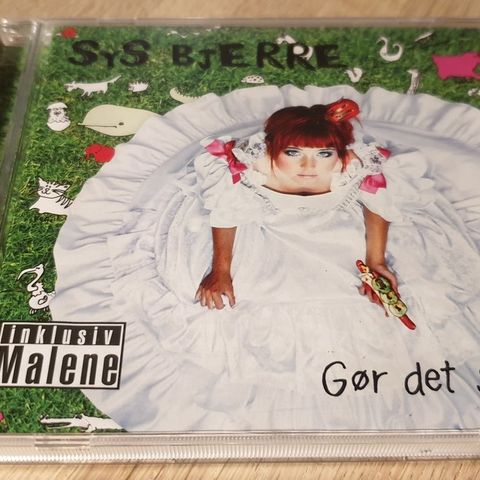 SYS BJERRE
inklusiv
Malene
Gør det